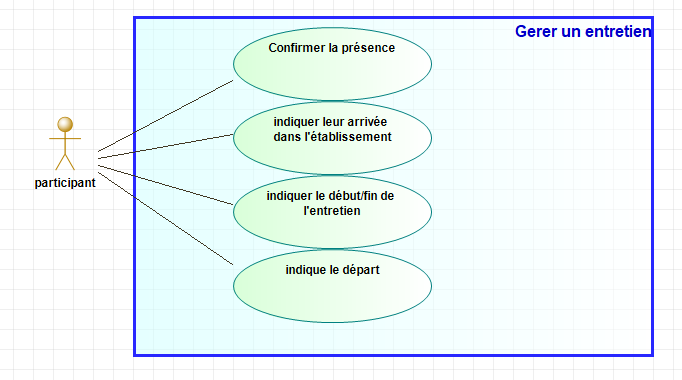 Gerer un entretien
Confirmer la présence
indiquer leur arrivée
dans l'établissement
participant
indiquer le début/fin de
l'entretien
indique le départ